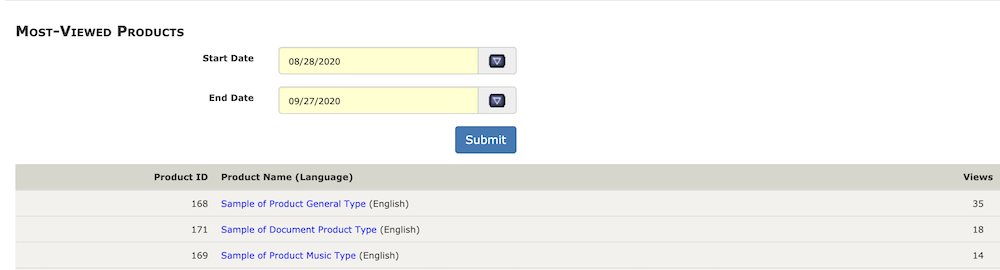 Most-Viewed Products
Start Date 08/28/2020
End Date 09/27/2020
Submit
Product ID Product Name (Language) Views
168 Sample of Product General Type (English) 35
171 Sample of Document Product Type (English) 18
169 Sample of Product Music Type (English) 14